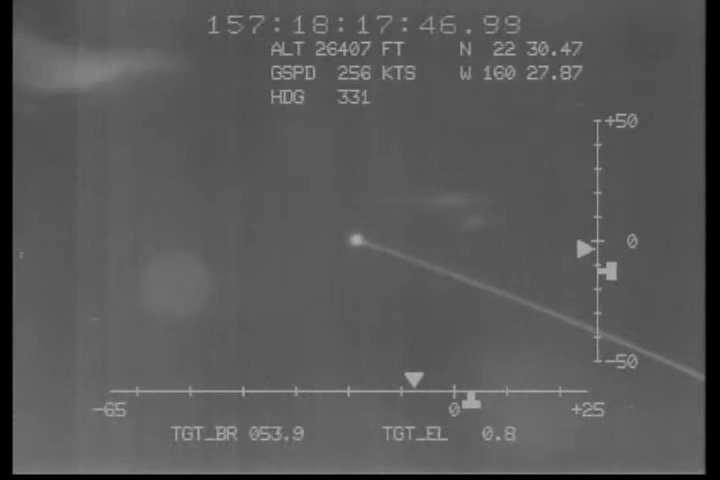 157:18:17:46.99
ALT 26407 FT N 22 30.47
GSPD 256 KTS W 160 27.87
HDG 331
+50
0
-50
-65 0 +25
TGT_BR 053.9 TGT_EL 0.8